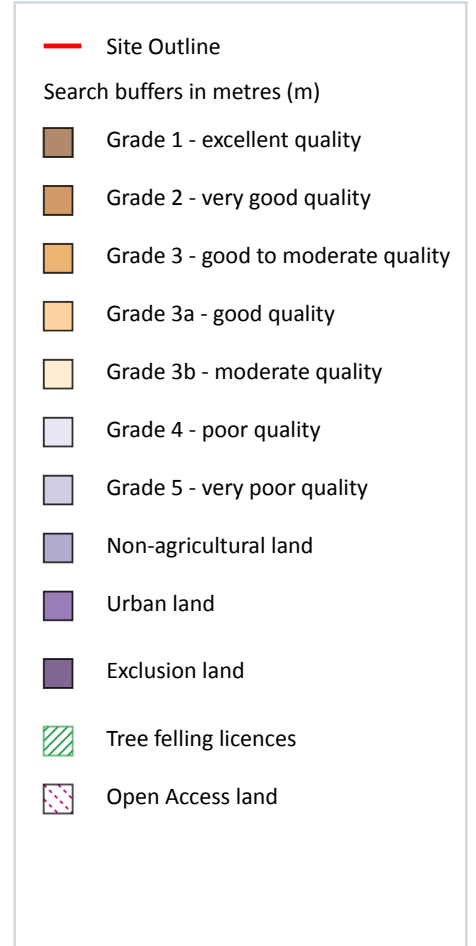 Site Outline
Search buffers in metres (m)
Grade 1 - excellent quality
Grade 2 - very good quality
Grade 3 - good to moderate quality
Grade 3a - good quality
Grade 3b - moderate quality
Grade 4 - poor quality
Grade 5 - very poor quality
Non-agricultural land
Urban land
Exclusion land
Tree felling licences
Open Access land